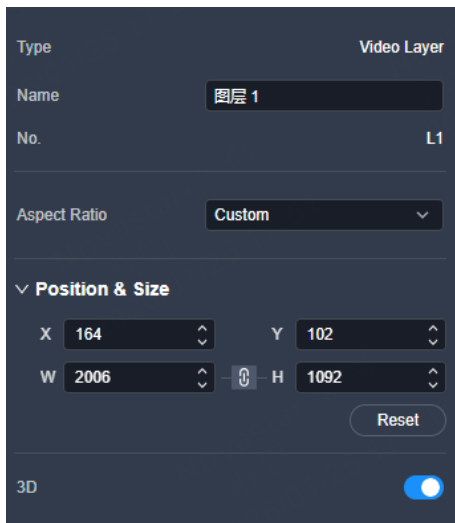 Type Video Layer
Name 图层 1
No. L1
Aspect Ratio Custom
Position & Size
X 164 Y 102
W 2006 H 1092
Reset
3D